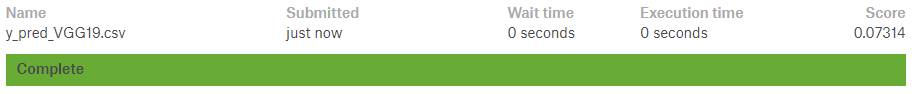 Name Submitted Wait time Execution time Score
y_pred_VGG19.csv just now 0 seconds 0 seconds 0.07314
Complete